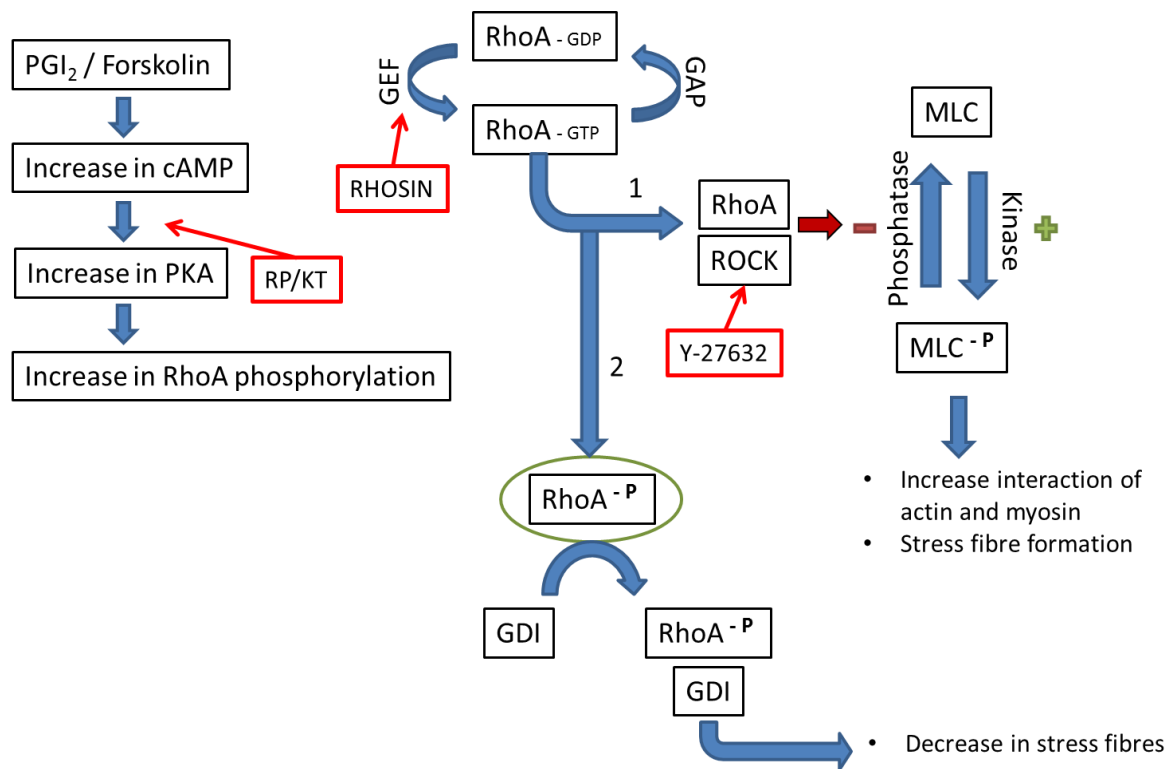 PGI₂ / Forskolin
Increase in cAMP
Increase in PKA
RP/KT
Increase in RhoA phosphorylation
RhoA - GDP
GEF
GAP
RhoA - GTP
RHOSIN
1
2
RhoA
ROCK
Y-27632
MLC
Phosphatase
Kinase
MLC - P
• Increase interaction of
actin and myosin
• Stress fibre formation
RhoA - P
GDI
RhoA - P
GDI
• Decrease in stress fibres